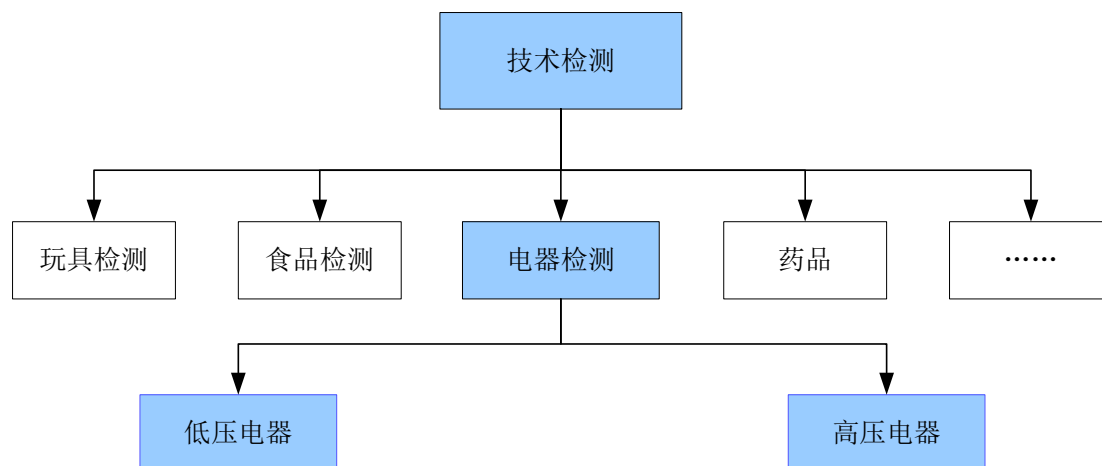 技术检测
玩具检测
食品检测
电器检测
药品
……
低压电器
高压电器